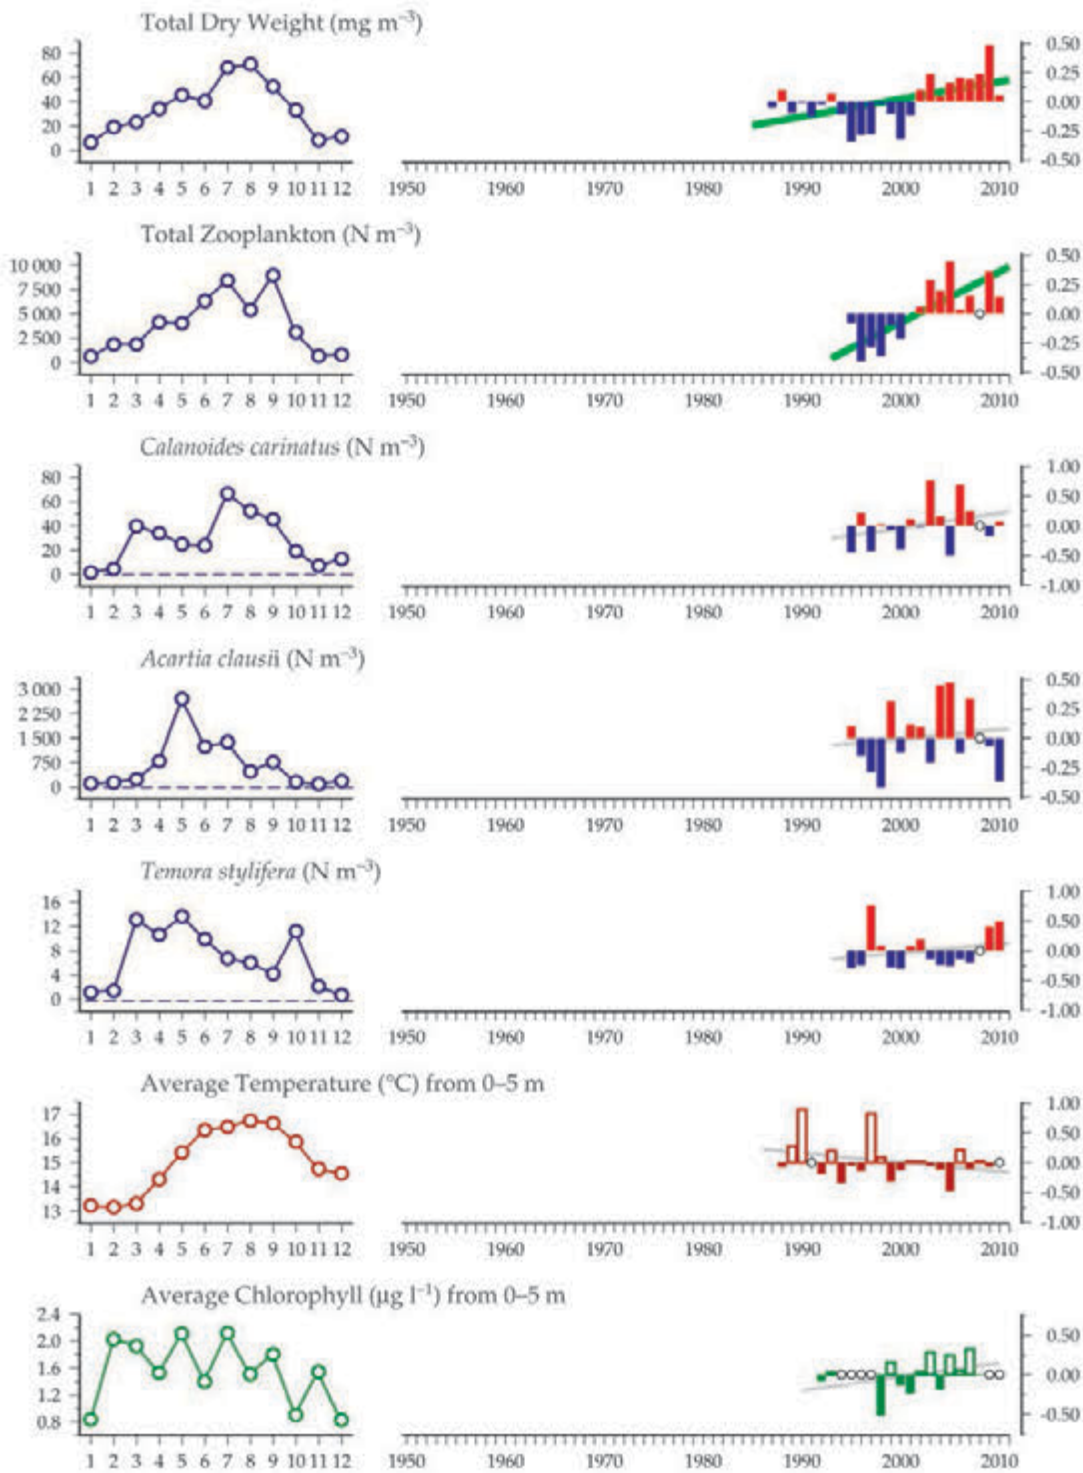 Total Dry Weight (mg m⁻³)
80 60 40 20 0
0.50 0.25 0.00 -0.25 -0.50
1 2 3 4 5 6 7 8 9 10 11 12 1950 1960 1970 1980 1990 2000 2010
Total Zooplankton (N m⁻³)
10 000 7 500 5 000 2 500 0
0.50 0.25 0.00 -0.25 -0.50
1 2 3 4 5 6 7 8 9 10 11 12 1950 1960 1970 1980 1990 2000 2010
Calanoides carinatus (N m⁻³)
80 60 40 20 0
1.00 0.50 0.00 -0.50 -1.00
1 2 3 4 5 6 7 8 9 10 11 12 1950 1960 1970 1980 1990 2000 2010
Acartia clausii (N m⁻³)
3 000 2 250 1 500 750 0
0.50 0.25 0.00 -0.25 -0.50
1 2 3 4 5 6 7 8 9 10 11 12 1950 1960 1970 1980 1990 2000 2010
Temora stylifera (N m⁻³)
16 12 8 4 0
1.00 0.50 0.00 -0.50 -1.00
1 2 3 4 5 6 7 8 9 10 11 12 1950 1960 1970 1980 1990 2000 2010
Average Temperature (°C) from 0–5 m
17 16 15 14 13
1.00 0.50 0.00 -0.50 -1.00
1 2 3 4 5 6 7 8 9 10 11 12 1950 1960 1970 1980 1990 2000 2010
Average Chlorophyll (µg l⁻¹) from 0–5 m
2.4 2.0 1.6 1.2 0.8
0.50 0.00 -0.50
1 2 3 4 5 6 7 8 9 10 11 12 1950 1960 1970 1980 1990 2000 2010